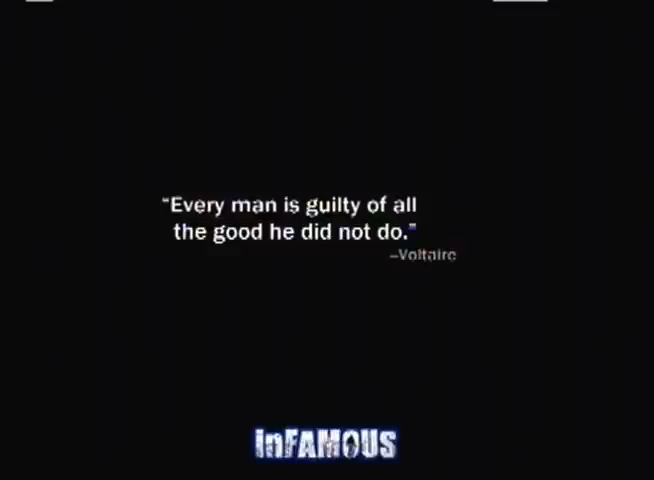 "Every man is guilty of all
the good he did not do."
–Voltaire
inFAMOUS